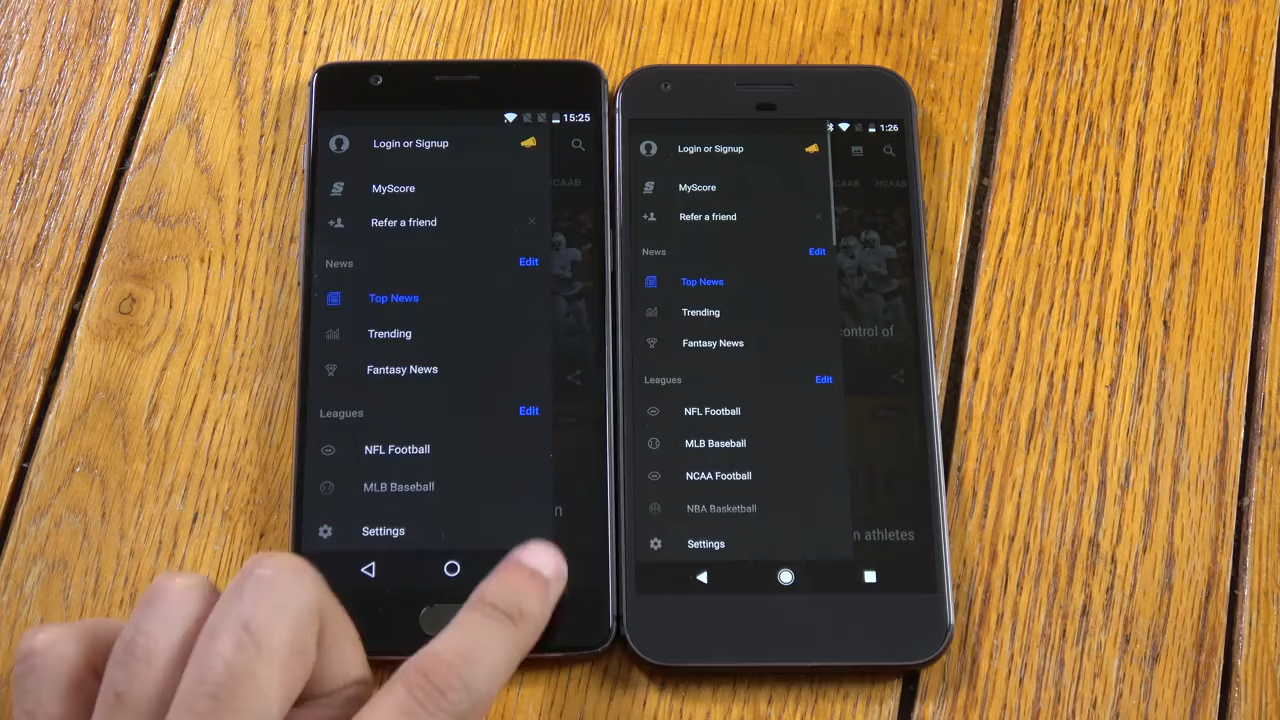 15:25
Login or Signup
NCAAB
MyScore
Refer a friend
News
Edit
Top News
Trending
Fantasy News
Leagues
Edit
NFL Football
MLB Baseball
Settings
n
1:26
Login or Signup
CAAB
NCAAB
MyScore
Refer a friend
News
Edit
Top News
Trending
control of
Fantasy News
Leagues
Edit
NFL Football
MLB Baseball
NCAA Football
NBA Basketball
n athletes
Settings